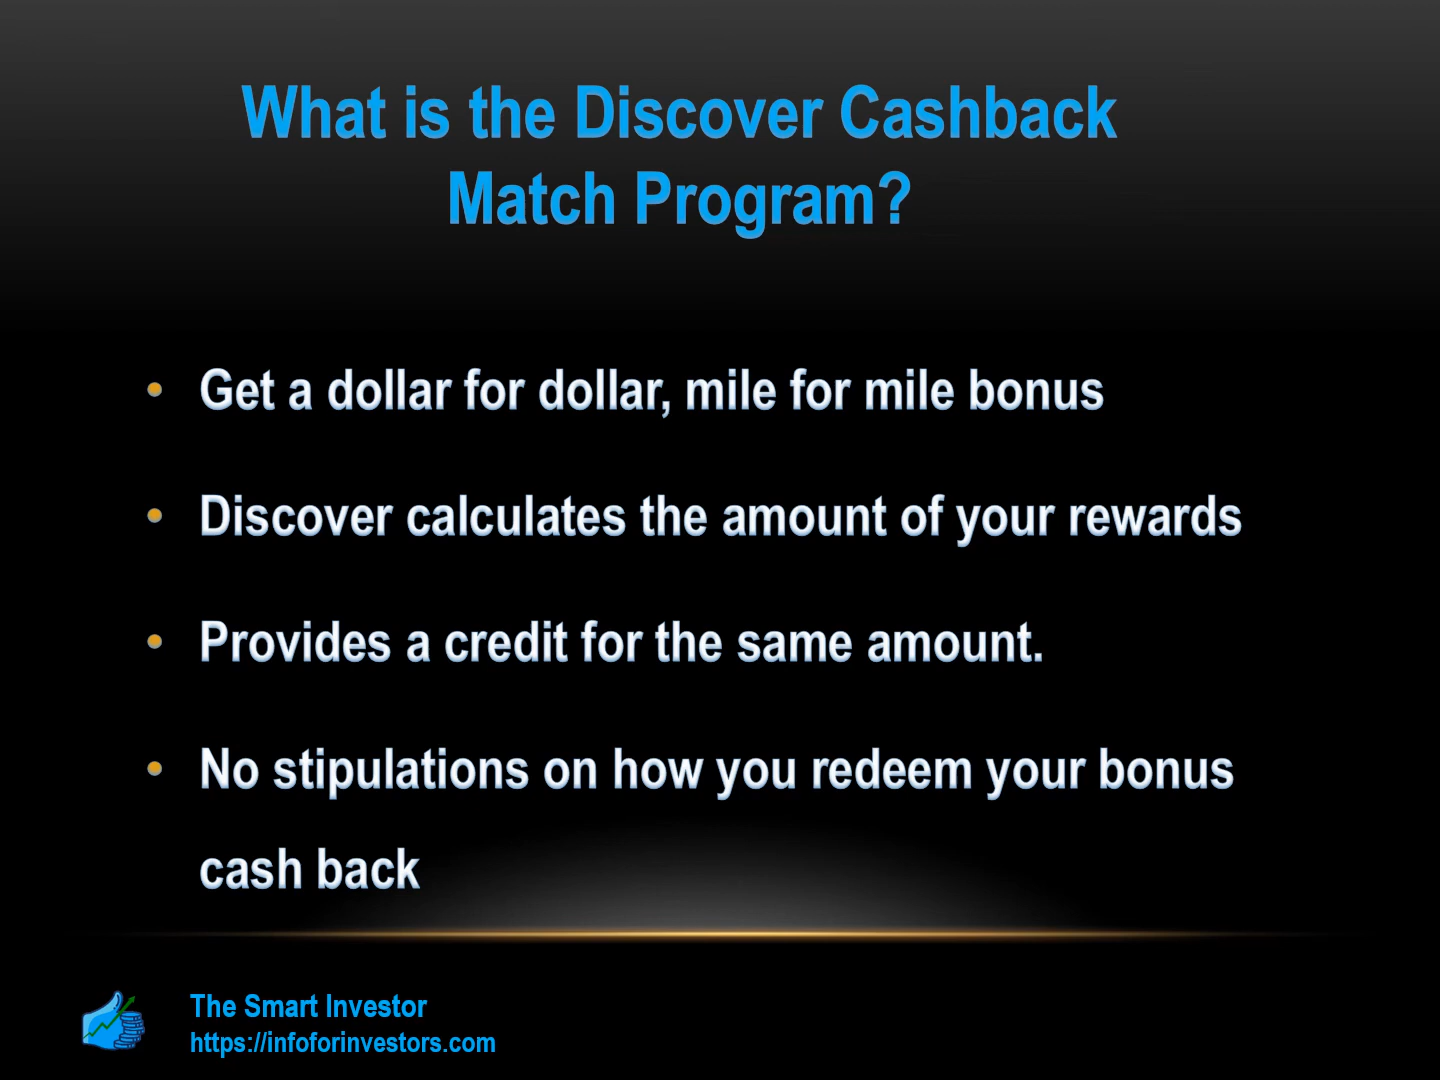 What is the Discover Cashback
Match Program?
• Get a dollar for dollar, mile for mile bonus
• Discover calculates the amount of your rewards
• Provides a credit for the same amount.
• No stipulations on how you redeem your bonus
cash back
The Smart Investor
https://infoforinvestors.com